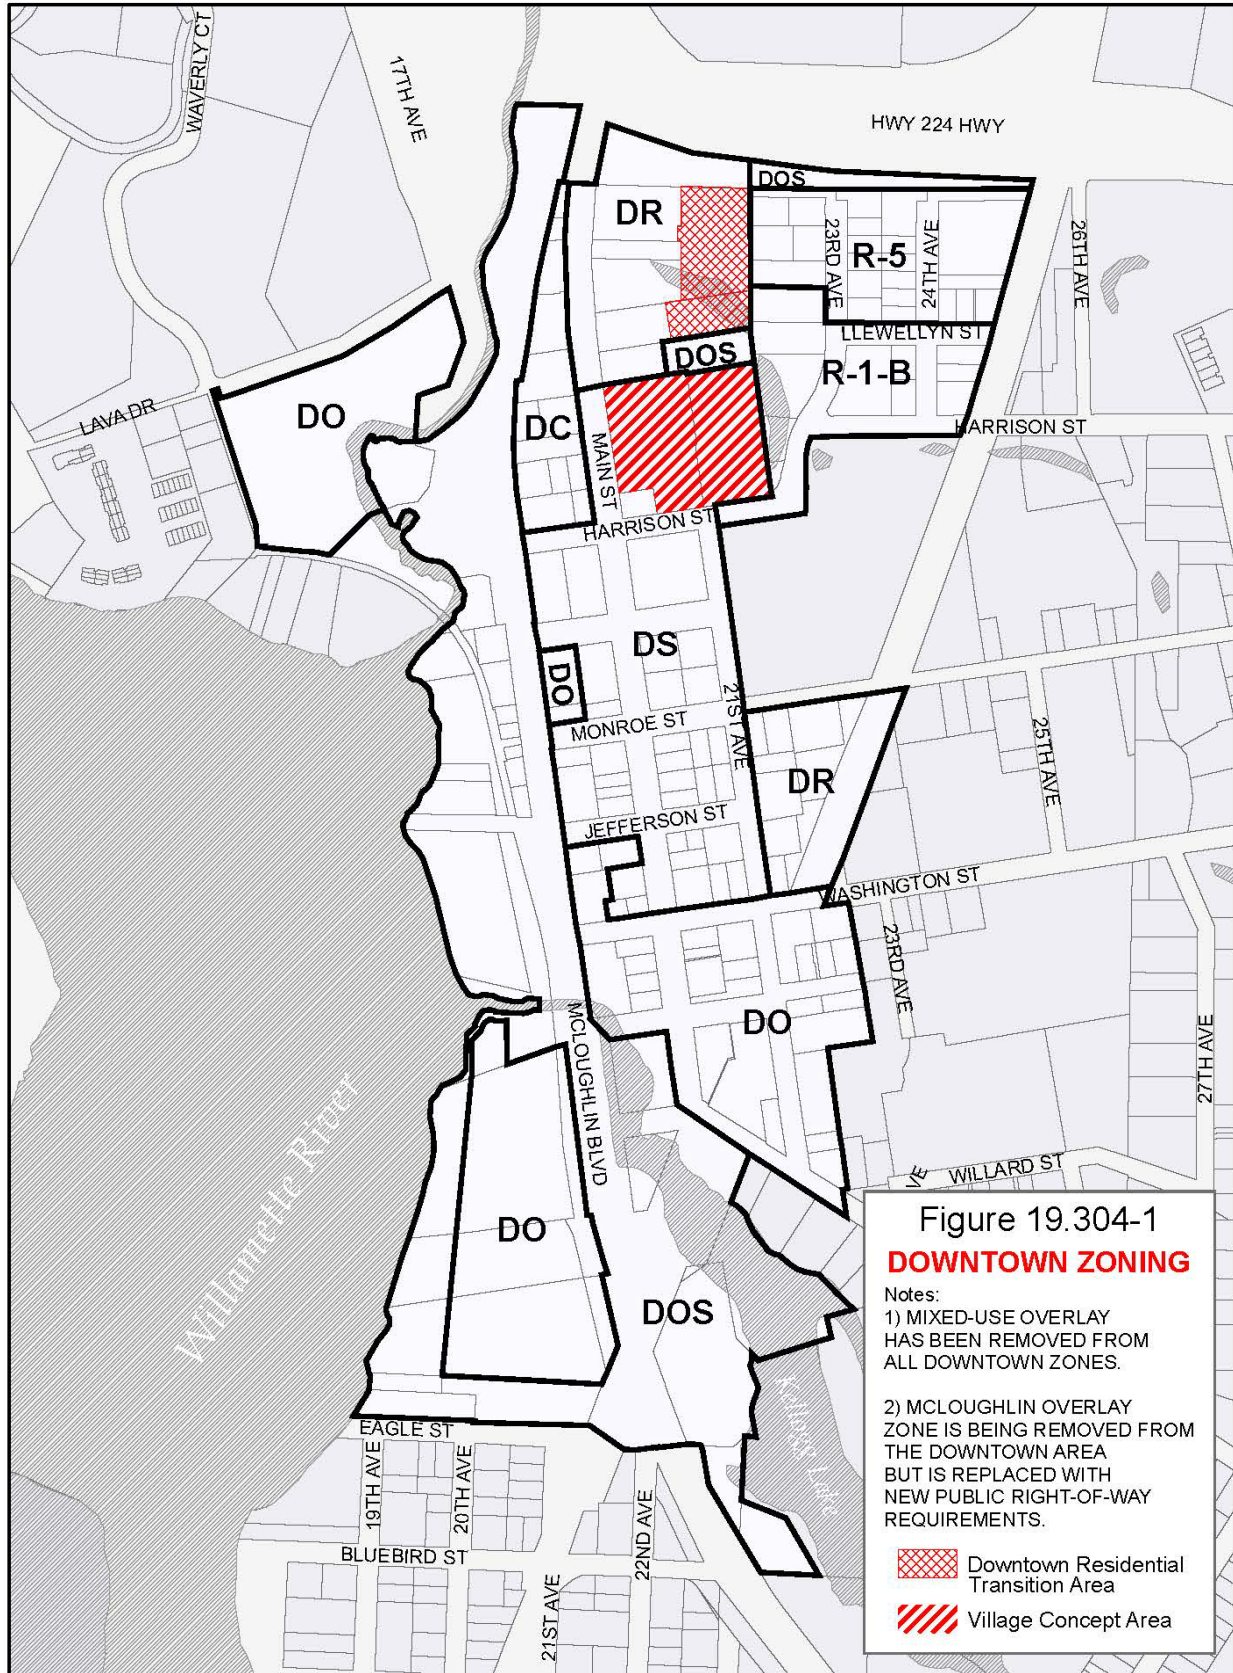 WAVERLY CT
17TH AVE
HWY 224 HWY
DOS
DR
23RD AVE
R-5
24TH AVE
26TH AVE
LLEWELLYN ST
DOS
R-1-B
LAVA DR
DO
DC
MAIN ST
HARRISON ST
HARRISON ST
DS
DO
21ST AVE
MONROE ST
25TH AVE
DR
JEFFERSON ST
WASHINGTON ST
23RD AVE
DO
MCLOUGHLIN BLVD
27TH AVE
Willamette River
WILLARD ST
VE
DO
DOS
Kellogg Lake
EAGLE ST
19TH AVE
20TH AVE
22ND AVE
BLUEBIRD ST
21ST AVE
Figure 19.304-1
DOWNTOWN ZONING
Notes:
1) MIXED-USE OVERLAY
HAS BEEN REMOVED FROM
ALL DOWNTOWN ZONES.
2) MCLOUGHLIN OVERLAY
ZONE IS BEING REMOVED FROM
THE DOWNTOWN AREA
BUT IS REPLACED WITH
NEW PUBLIC RIGHT-OF-WAY
REQUIREMENTS.
Downtown Residential
Transition Area
Village Concept Area